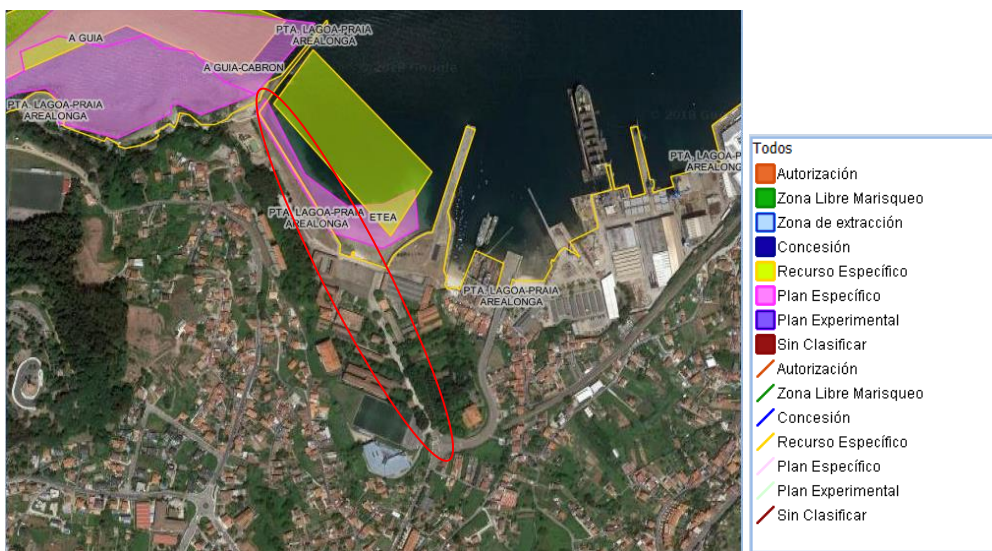 A GUIA
PTA. LAGOA-PRAIA
AREALONGA
A GUIA-CABRON
PTA. LAGOA-PRAIA
AREALONGA
PTA. LAGOA-PRAIA
AREALONGA
ETEA
PTA. LAGOA-P
AREALONGA
PTA. LAGOA-PRAIA
AREALONGA
Todos
Autorización
Zona Libre Marisqueo
Zona de extracción
Concesión
Recurso Específico
Plan Específico
Plan Experimental
Sin Clasificar
Autorización
Zona Libre Marisqueo
Concesión
Recurso Específico
Plan Específico
Plan Experimental
Sin Clasificar